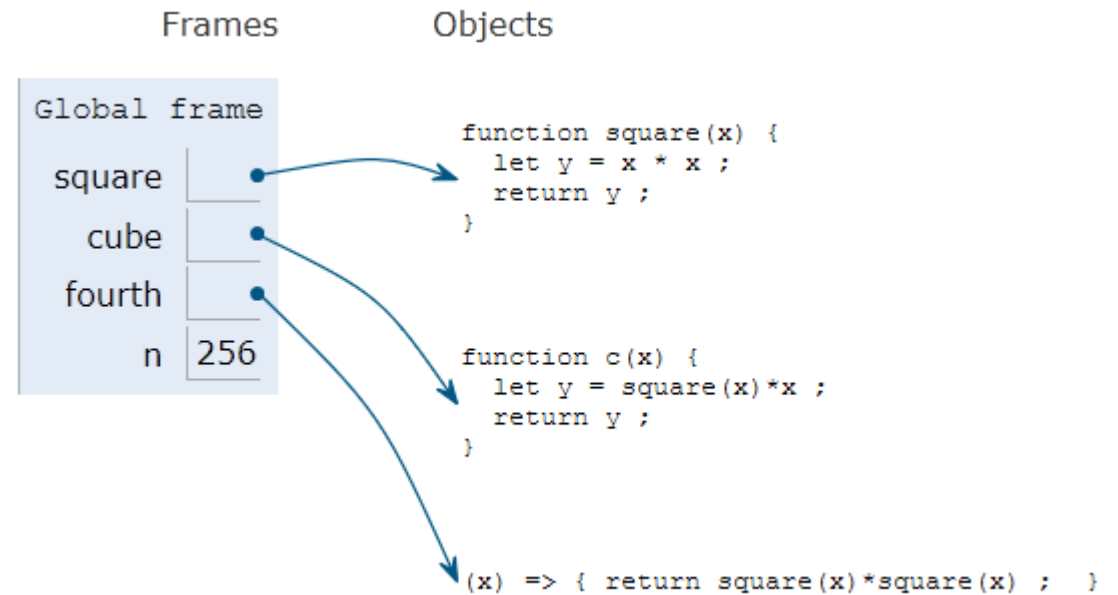 Frames
Objects
Global frame
square
cube
fourth
n 256
function square(x) {
  let y = x * x ;
  return y ;
}
function c(x) {
  let y = square(x)*x ;
  return y ;
}
(x) => { return square(x)*square(x) ;  }